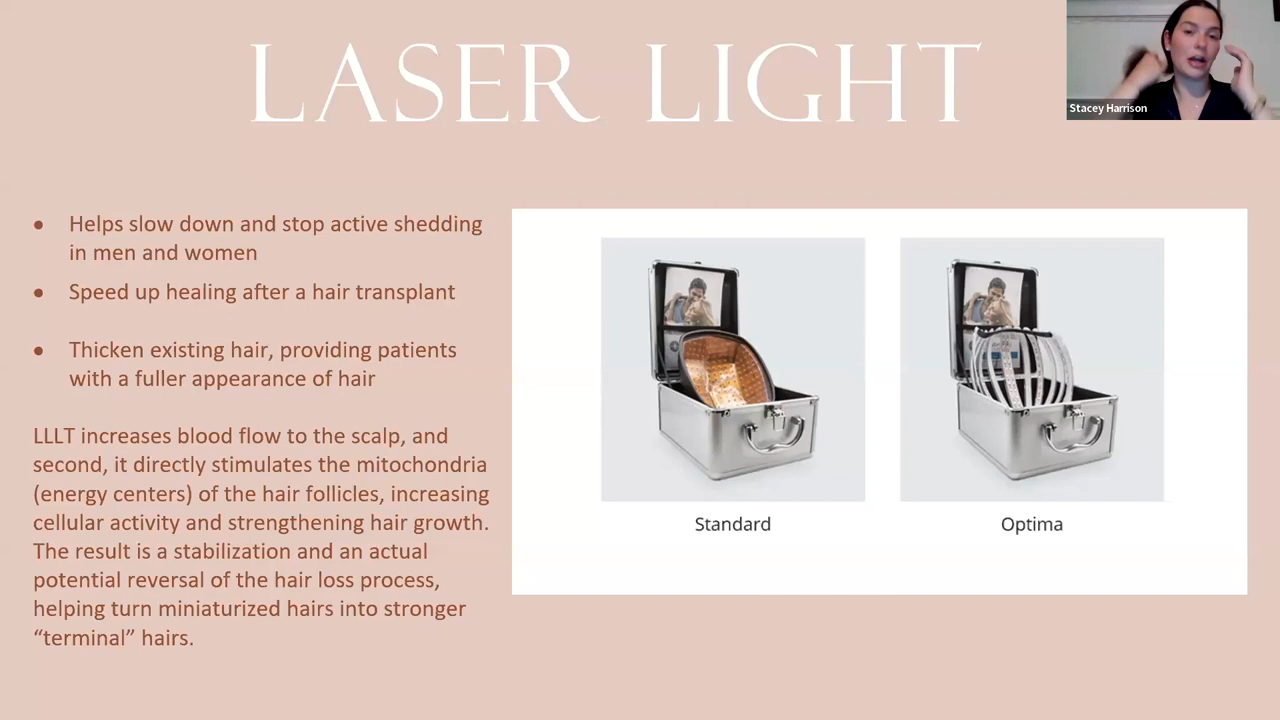 LASER LIGHT
Stacey Harrison
• Helps slow down and stop active shedding
in men and women
• Speed up healing after a hair transplant
• Thicken existing hair, providing patients
with a fuller appearance of hair
LLLT increases blood flow to the scalp, and
second, it directly stimulates the mitochondria
(energy centers) of the hair follicles, increasing
cellular activity and strengthening hair growth.
The result is a stabilization and an actual
potential reversal of the hair loss process,
helping turn miniaturized hairs into stronger
“terminal” hairs.
Standard
Optima